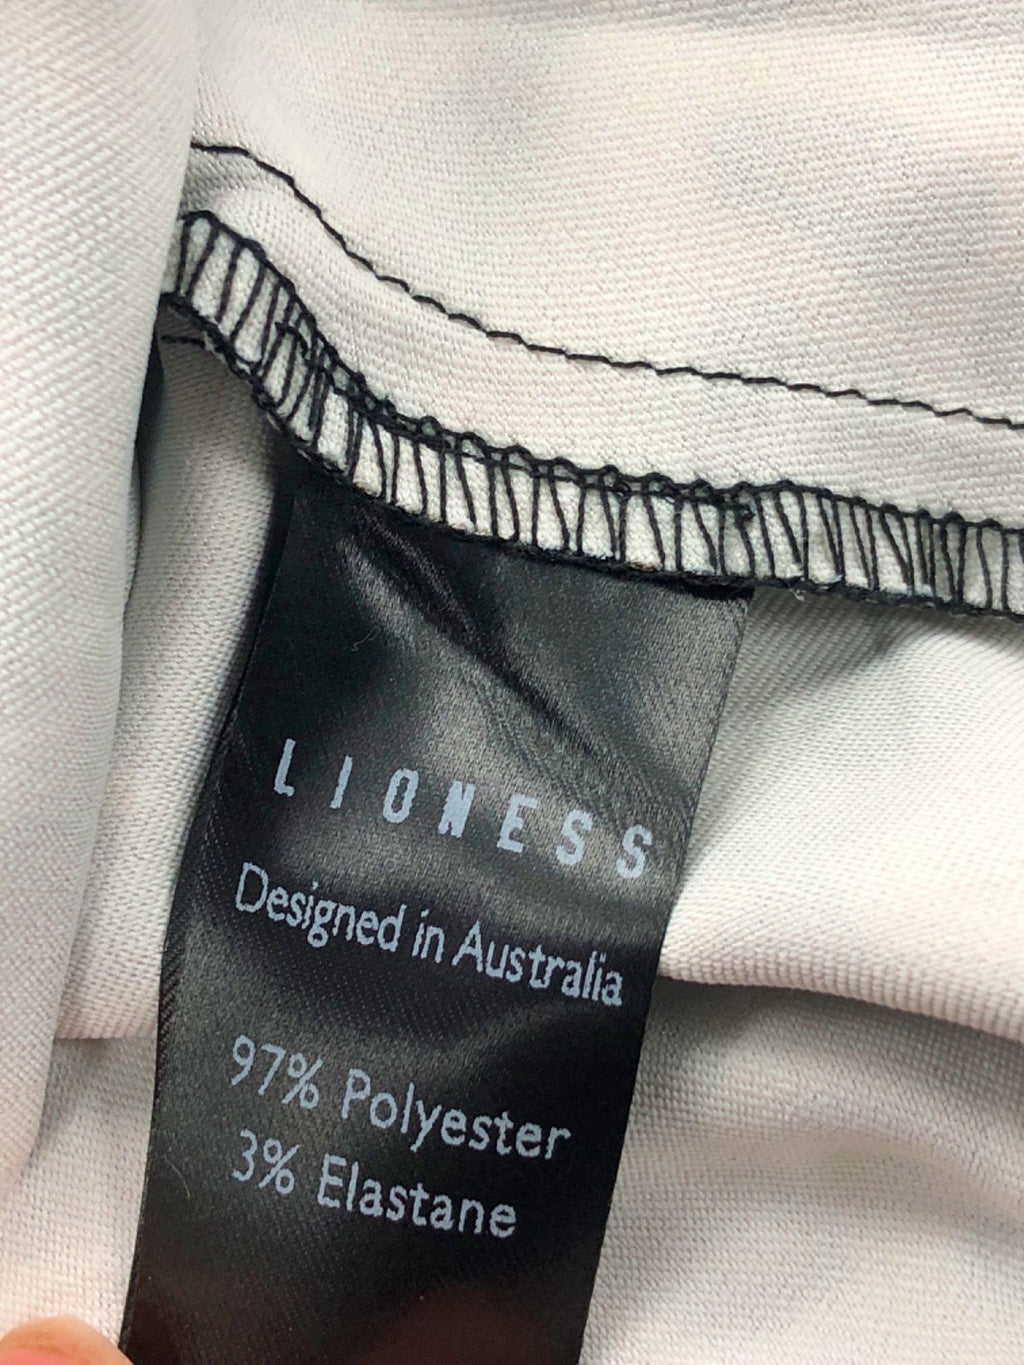 LIONESS
Designed in Australia
97% Polyester
3% Elastane